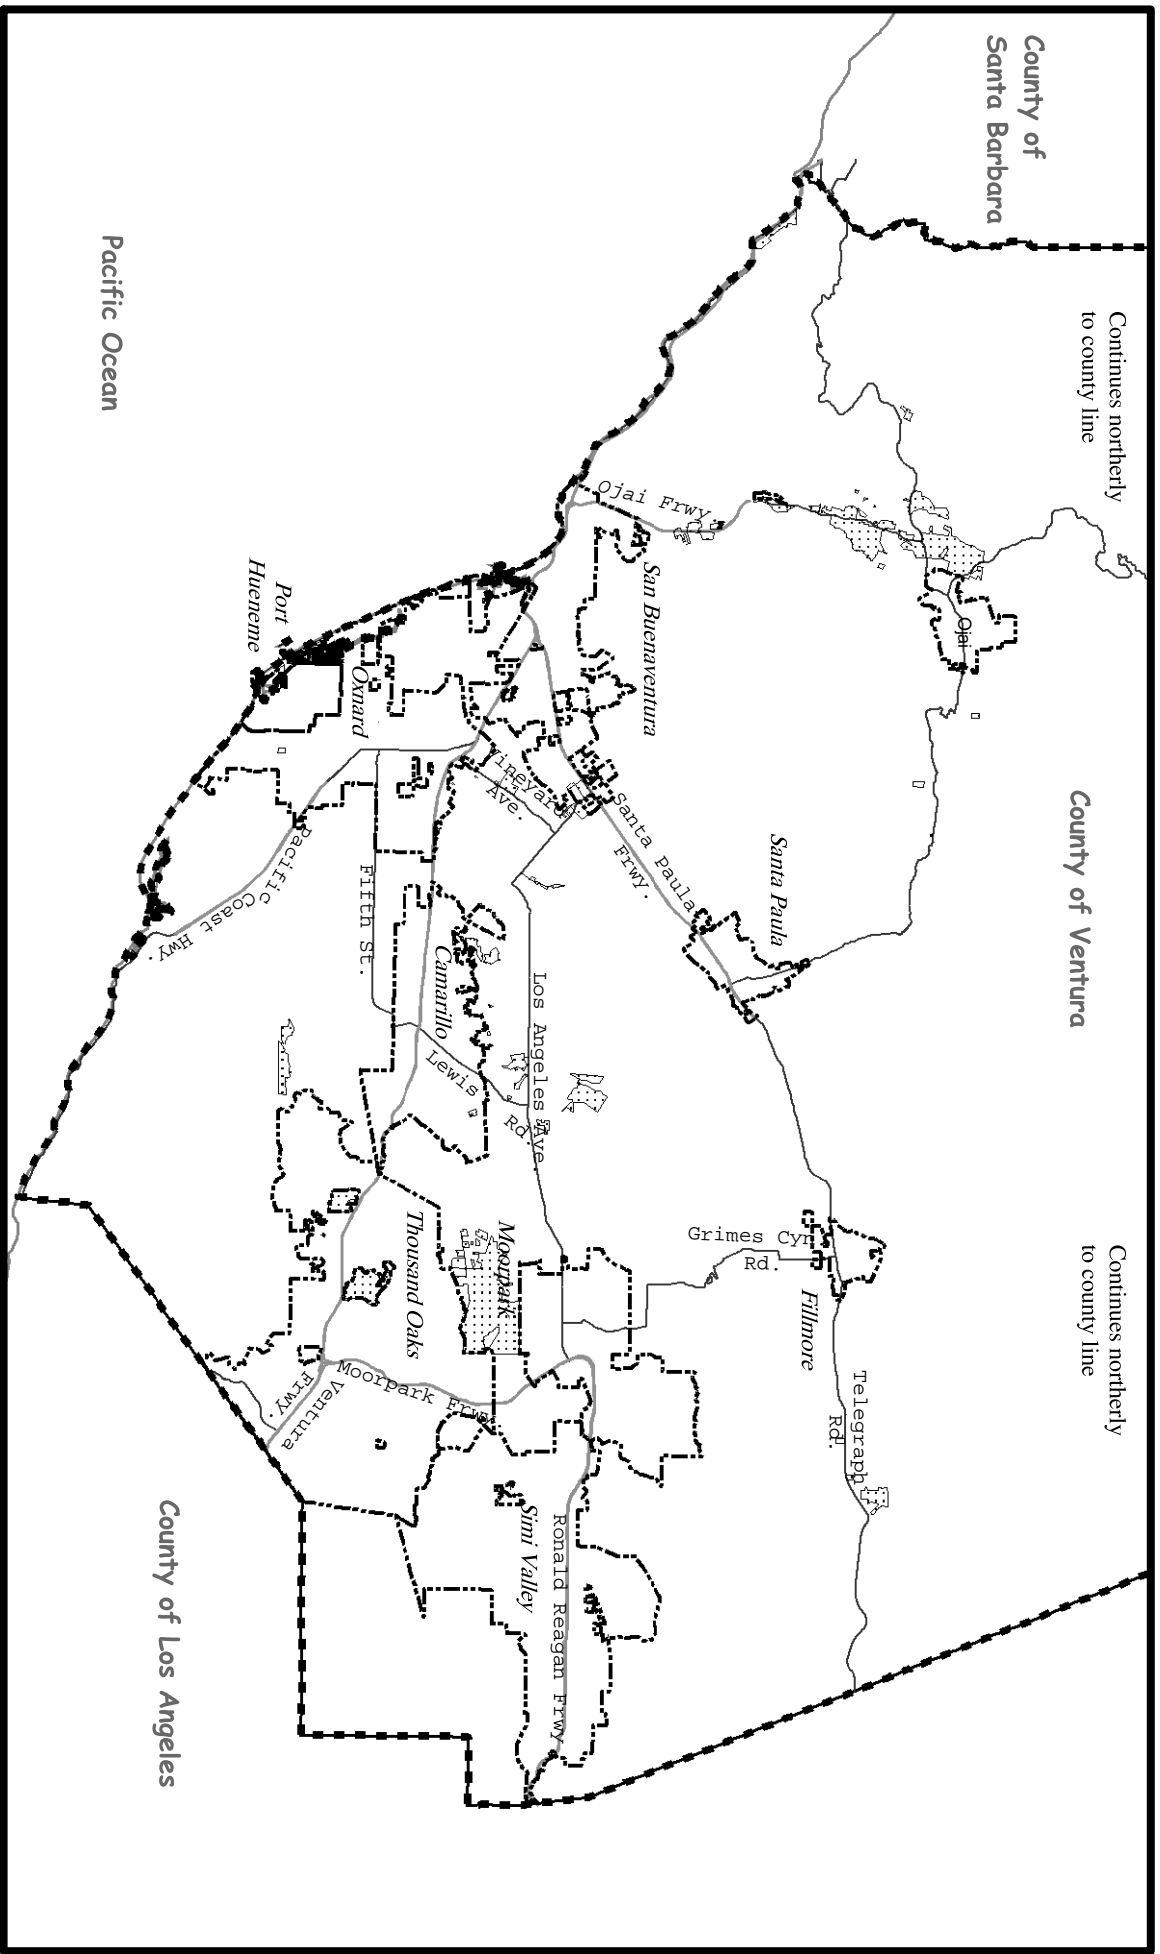 County of
Santa Barbara
Continues northerly
to county line
County of Ventura
Continues northerly
to county line
Ojai
Ojai Frwy.
San Buenaventura
Santa Paula
Santa Paula
Frwy.
Grimes Cyn
Rd.
Fillmore
Telegraph
Rd.
Vineyard
Ave.
Los Angeles Ave.
Moorpark
Port
Hueneme
Oxnard
Fifth St.
Camarillo
Lewis
Rd.
Thousand Oaks
Moorpark Frwy.
Simi Valley
Ronald Reagan Frwy
Pacific Coast Hwy.
Ventura
Frwy.
Pacific Ocean
County of Los Angeles